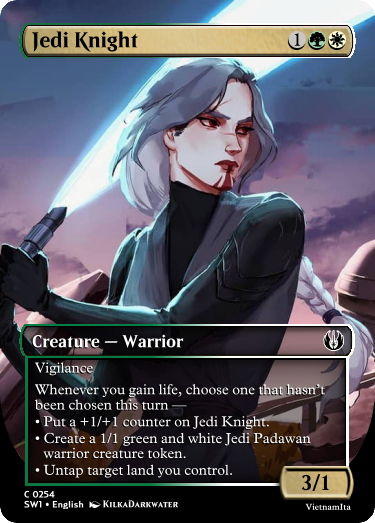 Jedi Knight 1
Creature — Warrior
Vigilance
Whenever you gain life, choose one that hasn't
been chosen this turn —
• Put a +1/+1 counter on Jedi Knight.
• Create a 1/1 green and white Jedi Padawan
warrior creature token.
• Untap target land you control.
3/1
C 0254
SW1 • English KilkaDarkwater
VietnamIta